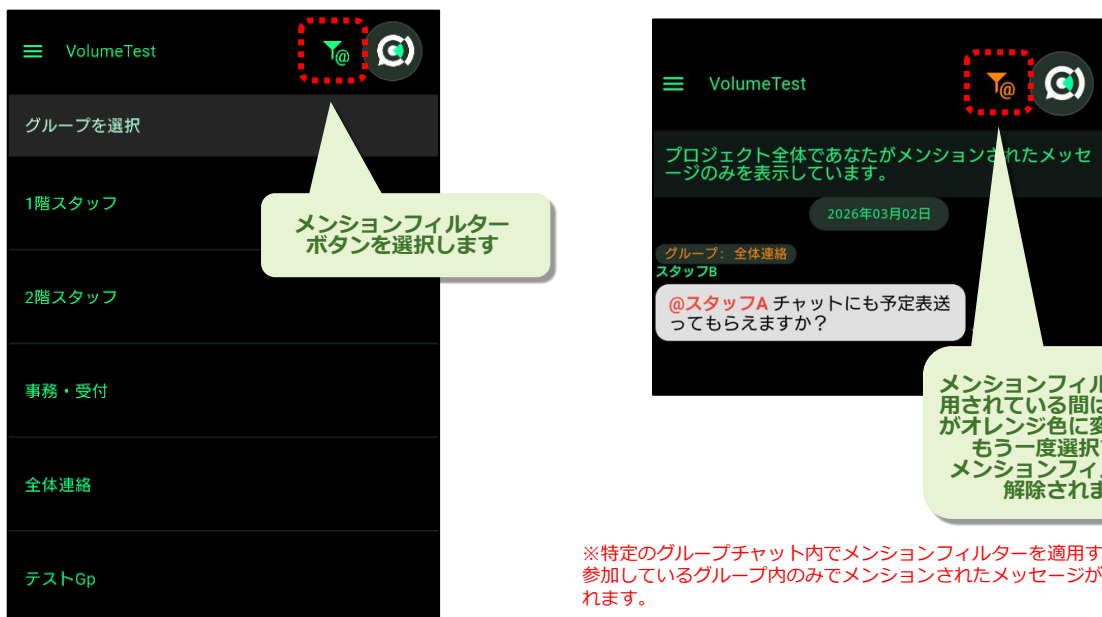 VolumeTest
グループを選択
1階スタッフ
2階スタッフ
事務・受付
全体連絡
テストGp
メンションフィルター
ボタンを選択します
VolumeTest
プロジェクト全体であなたがメンションされたメッセ
ージのみを表示しています。
2026年03月02日
グループ: 全体連絡
スタッフB
@スタッフA チャットにも予定表送
ってもらえますか？
メンションフィル
用されている間は
がオレンジ色に変
もう一度選択
メンションフィ
解除されま
※特定のグループチャット内でメンションフィルターを適用す
参加しているグループ内のみでメンションされたメッセージが
れます。